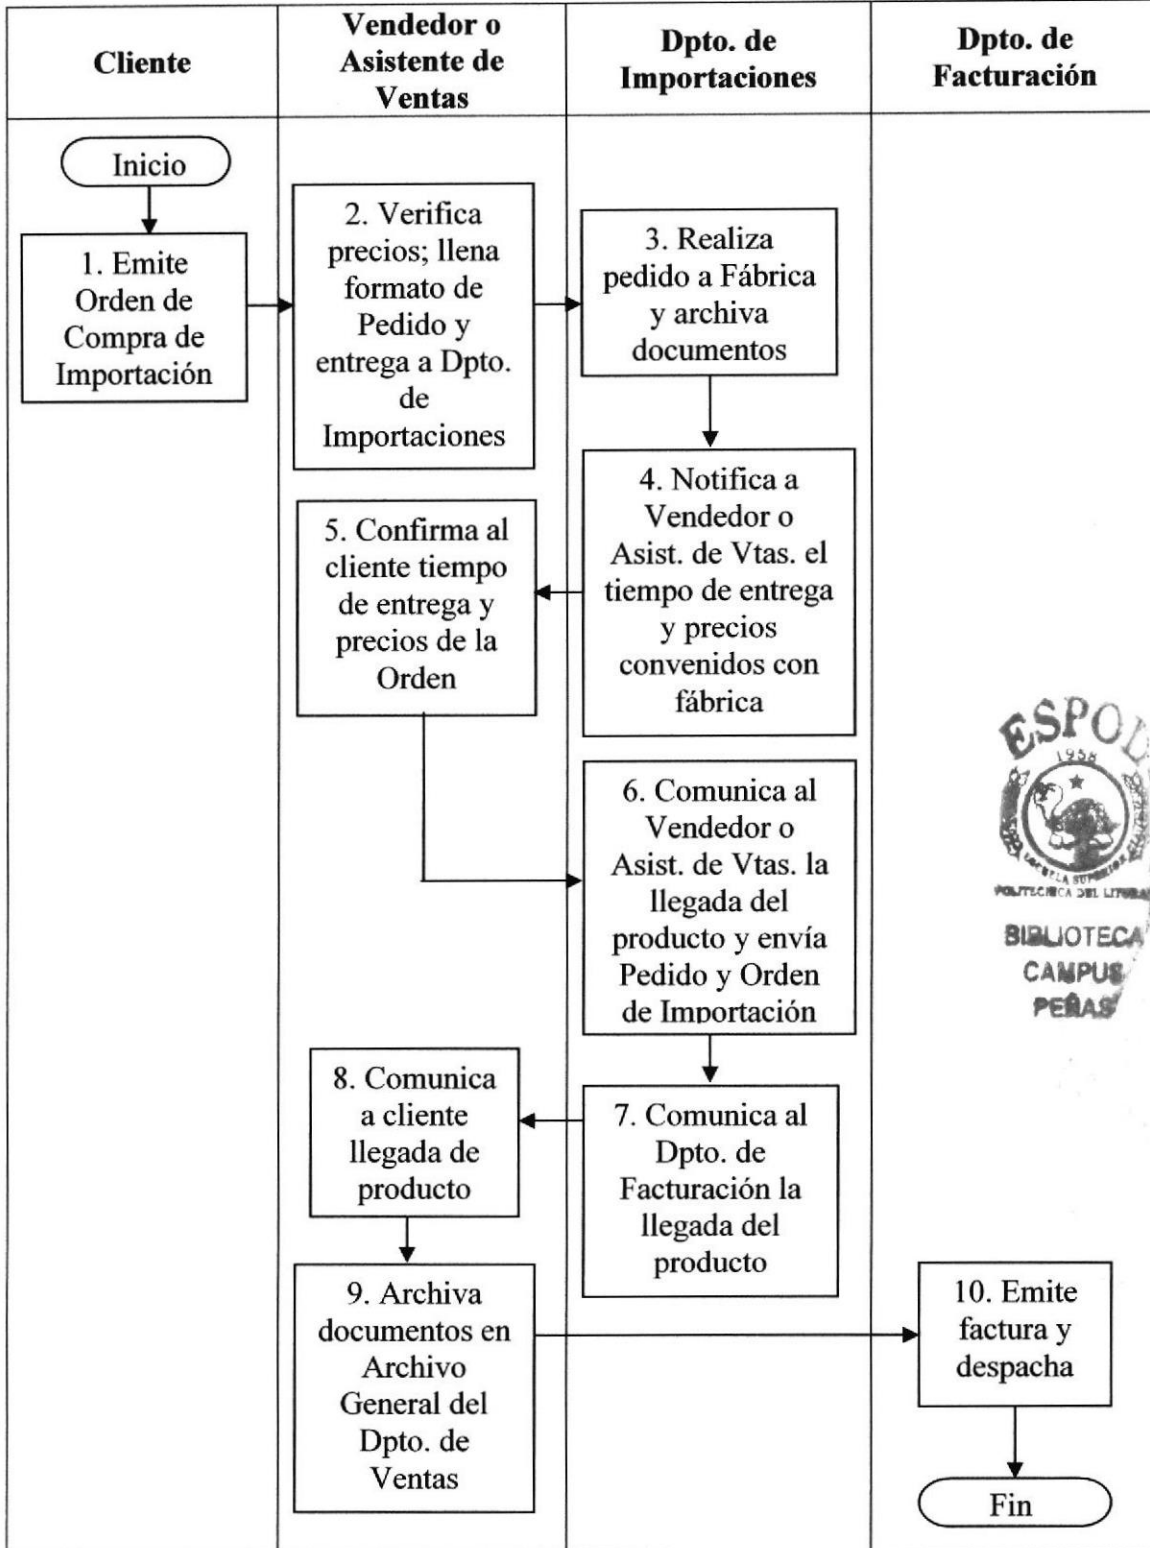 Cliente
Vendedor o
Asistente de
Ventas
Dpto. de
Importaciones
Dpto. de
Facturación
Inicio
1. Emite
Orden de
Compra de
Importación
2. Verifica
precios; llena
formato de
Pedido y
entrega a Dpto.
de
Importaciones
3. Realiza
pedido a Fábrica
y archiva
documentos
4. Notifica a
Vendedor o
Asist. de Vtas. el
tiempo de entrega
y precios
convenidos con
fábrica
5. Confirma al
cliente tiempo
de entrega y
precios de la
Orden
6. Comunica al
Vendedor o
Asist. de Vtas. la
llegada del
producto y envía
Pedido y Orden
de Importación
7. Comunica al
Dpto. de
Facturación la
llegada del
producto
8. Comunica
a cliente
llegada de
producto
9. Archiva
documentos en
Archivo
General del
Dpto. de
Ventas
10. Emite
factura y
despacha
Fin
ESPOL
1958
ESCUELA SUPERIOR
POLITECNICA DEL LITORAL
BIBLIOTECA
CAMPUS
PEÑAS